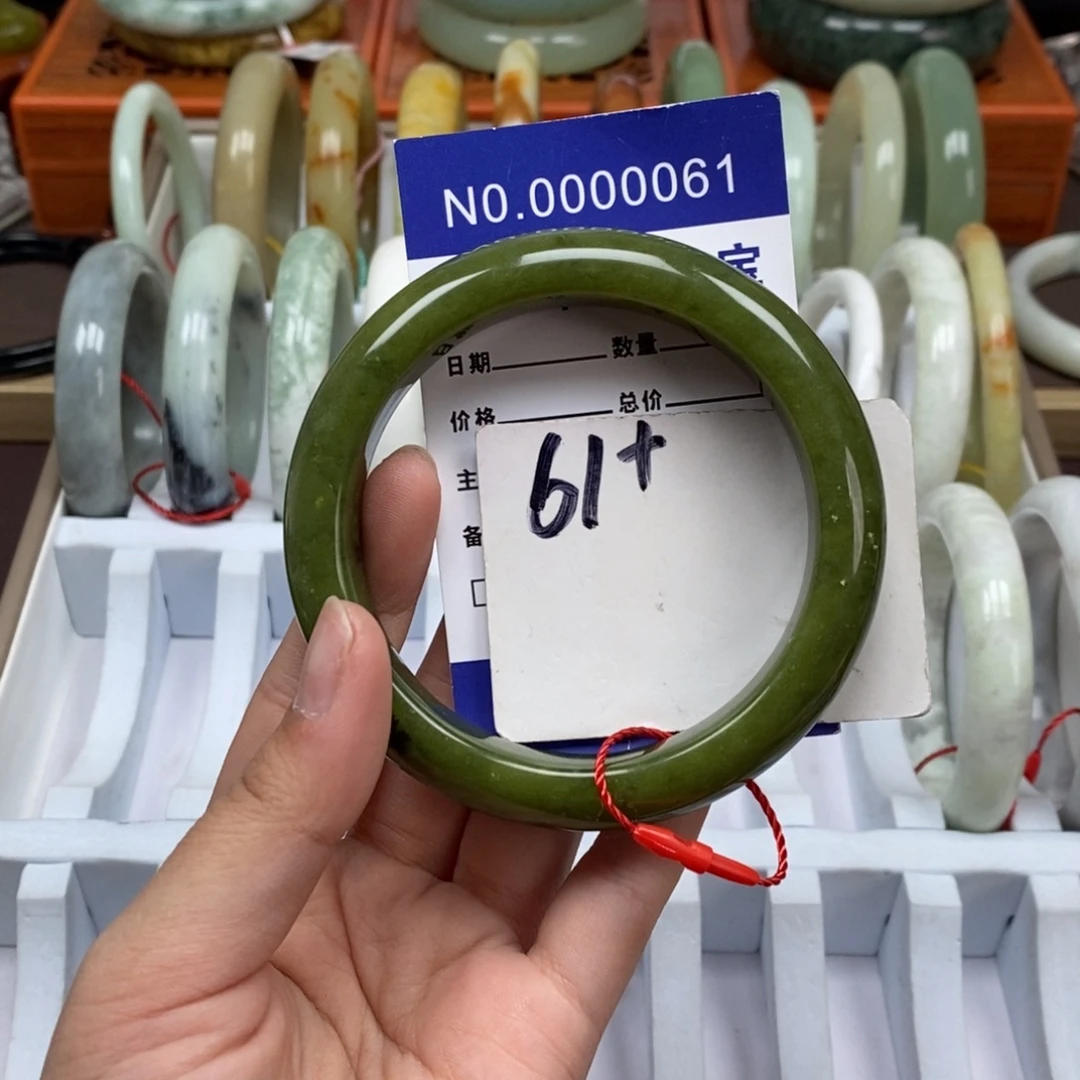 N0.0000061
日期 数量
价格 总价
主
备
61+